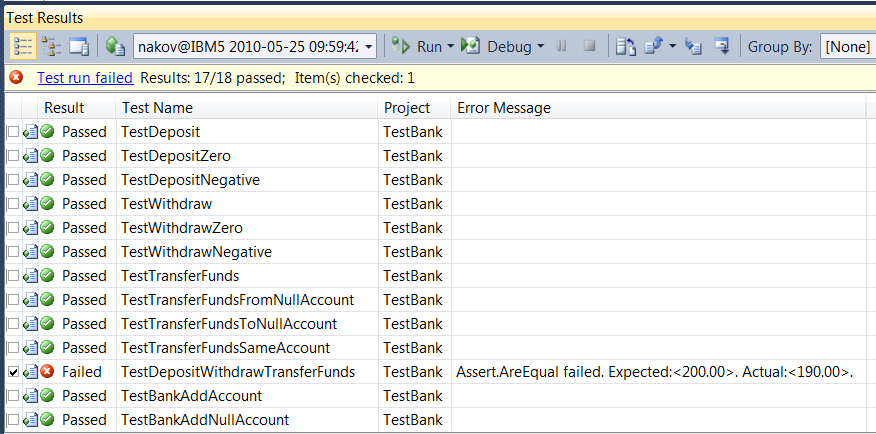 Test Results
nakov@IBM5 2010-05-25 09:59:42 Run Debug Group By: [None]
Test run failed Results: 17/18 passed; Item(s) checked: 1
Result Test Name Project Error Message
Passed TestDeposit TestBank
Passed TestDepositZero TestBank
Passed TestDepositNegative TestBank
Passed TestWithdraw TestBank
Passed TestWithdrawZero TestBank
Passed TestWithdrawNegative TestBank
Passed TestTransferFunds TestBank
Passed TestTransferFundsFromNullAccount TestBank
Passed TestTransferFundsToNullAccount TestBank
Passed TestTransferFundsSameAccount TestBank
Failed TestDepositWithdrawTransferFunds TestBank Assert.AreEqual failed. Expected:<200.00>. Actual:<190.00>.
Passed TestBankAddAccount TestBank
Passed TestBankAddNullAccount TestBank